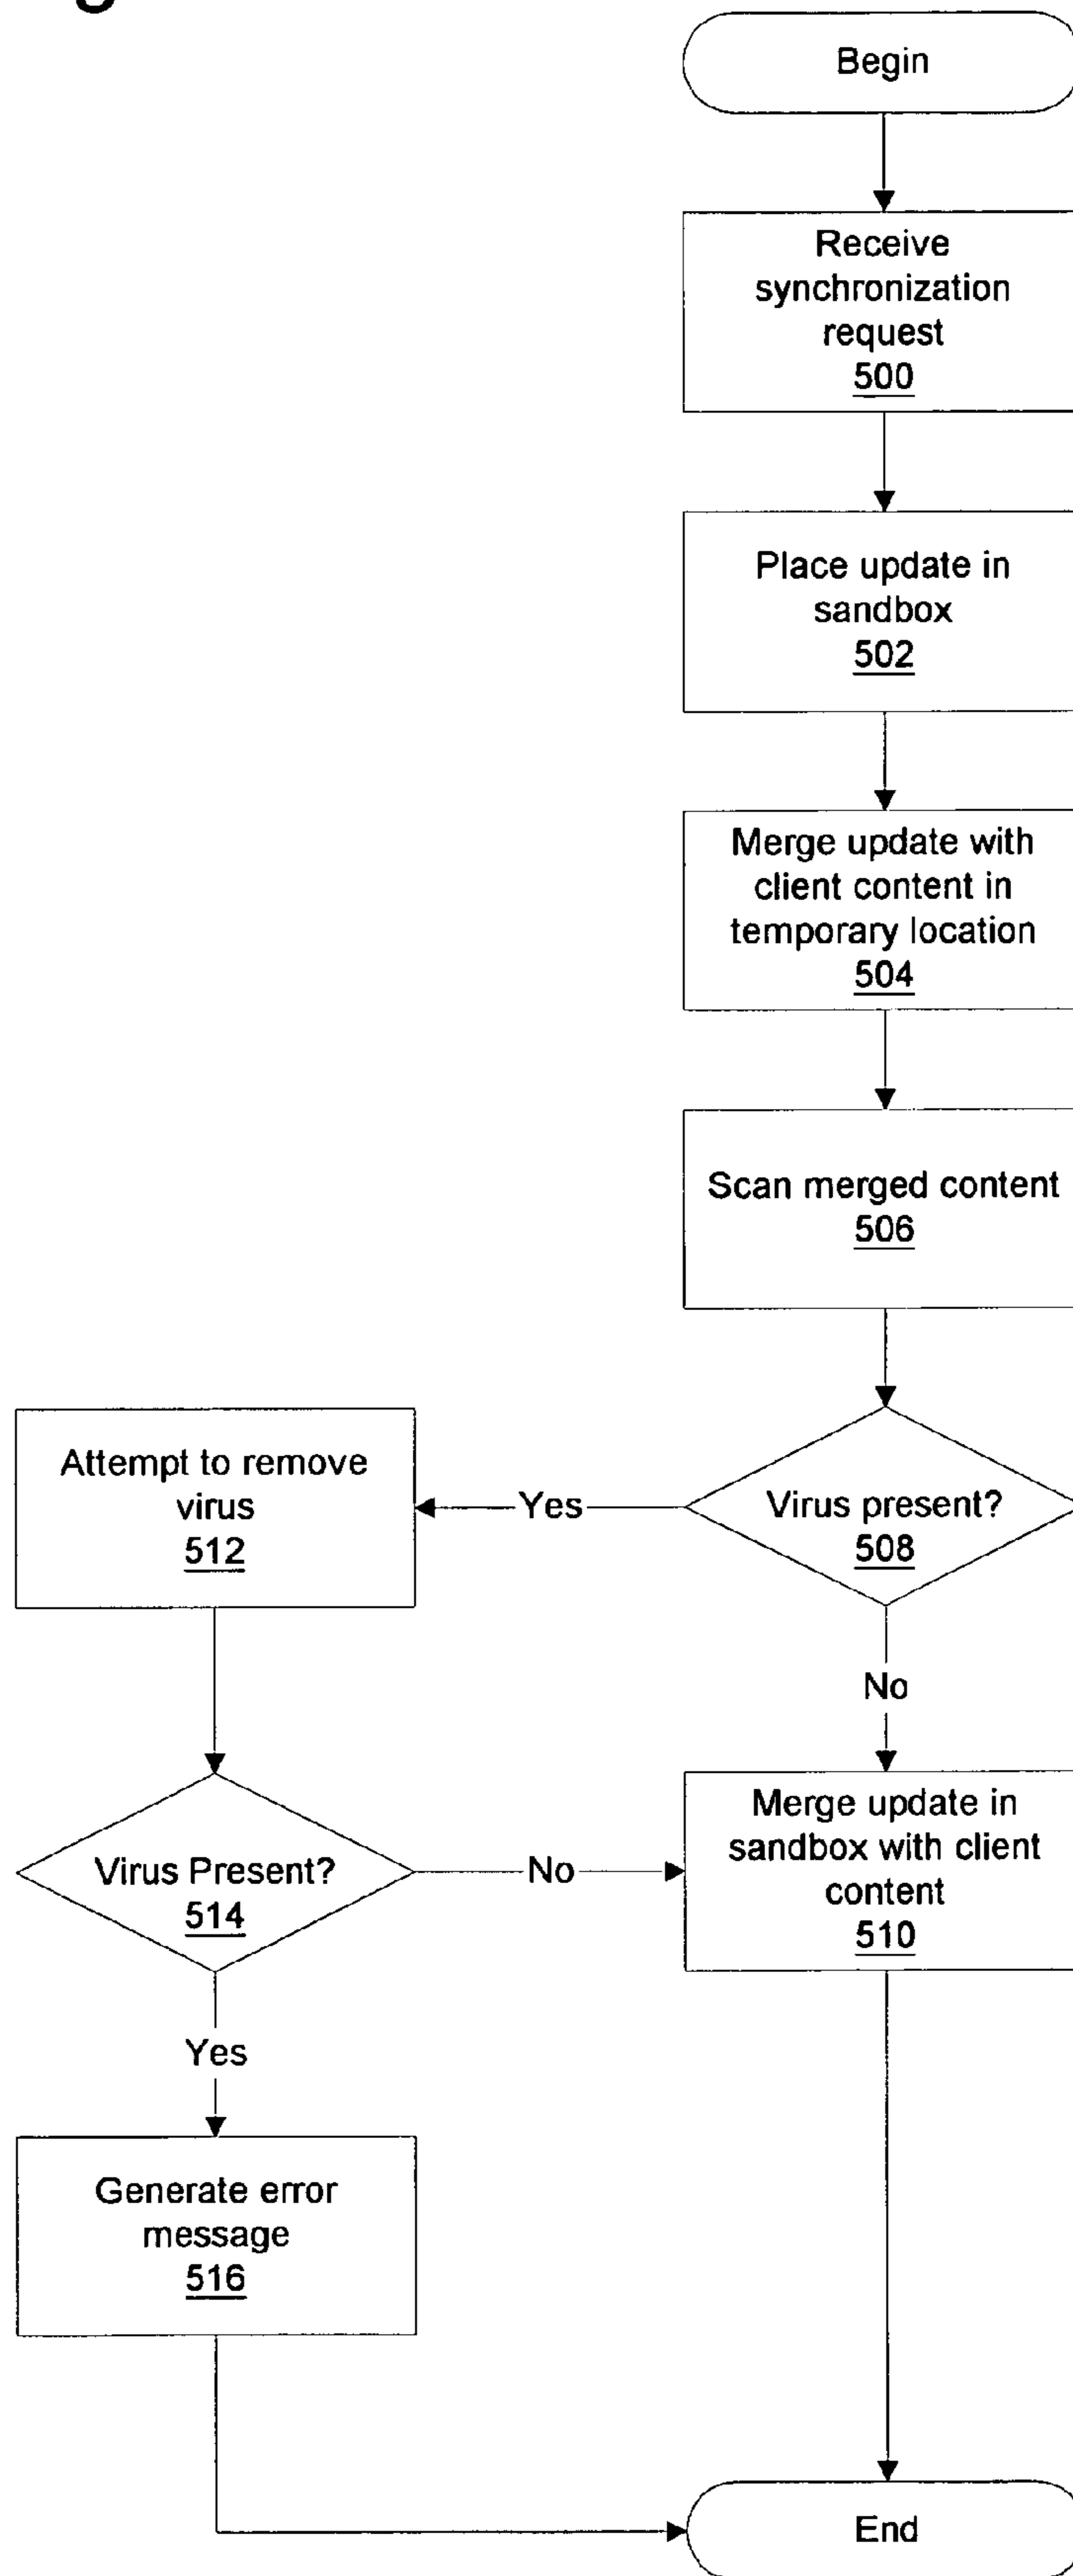 Begin
Receive
synchronization
request
500
Place update in
sandbox
502
Merge update with
client content in
temporary location
504
Scan merged content
506
Virus present?
508
Yes
Attempt to remove
virus
512
No
Virus Present?
514
No
Merge update in
sandbox with client
content
510
Yes
Generate error
message
516
End